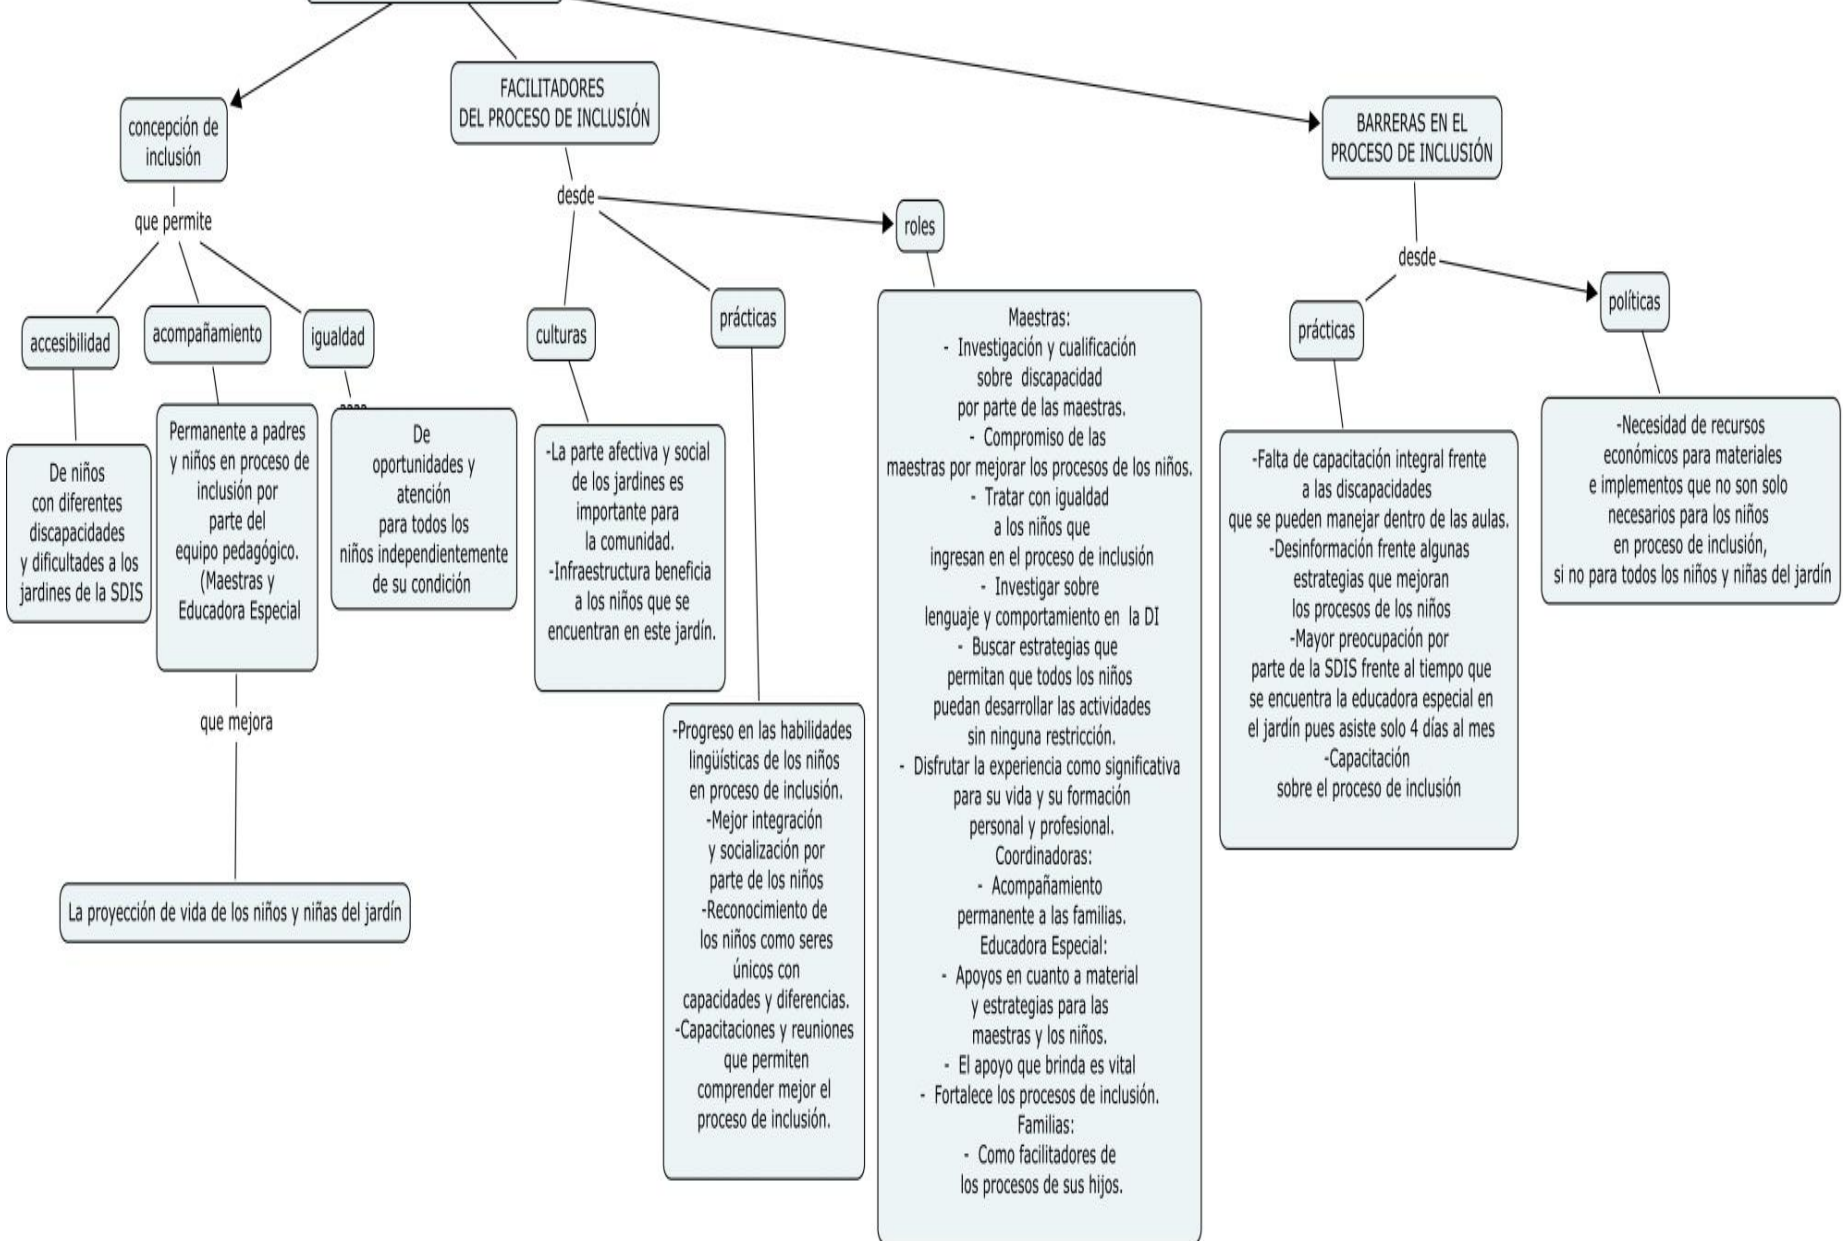 concepción de
inclusión
que permite
accesibilidad
De niños
con diferentes
discapacidades
y dificultades a los
jardines de la SDIS
acompañamiento
Permanente a padres
y niños en proceso de
inclusión por
parte del
equipo pedagógico.
(Maestras y
Educadora Especial
que mejora
La proyección de vida de los niños y niñas del jardín
igualdad
De
oportunidades y
atención
para todos los
niños independientemente
de su condición
FACILITADORES
DEL PROCESO DE INCLUSIÓN
desde
culturas
-La parte afectiva y social
de los jardines es
importante para
la comunidad.
-Infraestructura beneficia
a los niños que se
encuentran en este jardín.
prácticas
-Progreso en las habilidades
lingüísticas de los niños
en proceso de inclusión.
-Mejor integración
y socialización por
parte de los niños
-Reconocimiento de
los niños como seres
únicos con
capacidades y diferencias.
-Capacitaciones y reuniones
que permiten
comprender mejor el
proceso de inclusión.
roles
Maestras:
- Investigación y cualificación
sobre discapacidad
por parte de las maestras.
- Compromiso de las
maestras por mejorar los procesos de los niños.
- Tratar con igualdad
a los niños que
ingresan en el proceso de inclusión
- Investigar sobre
lenguaje y comportamiento en la DI
- Buscar estrategias que
permitan que todos los niños
puedan desarrollar las actividades
sin ninguna restricción.
- Disfrutar la experiencia como significativa
para su vida y su formación
personal y profesional.
Coordinadoras:
- Acompañamiento
permanente a las familias.
Educadora Especial:
- Apoyos en cuanto a material
y estrategias para las
maestras y los niños.
- El apoyo que brinda es vital
- Fortalece los procesos de inclusión.
Familias:
- Como facilitadores de
los procesos de sus hijos.
BARRERAS EN EL
PROCESO DE INCLUSIÓN
desde
prácticas
-Falta de capacitación integral frente
a las discapacidades
que se pueden manejar dentro de las aulas.
-Desinformación frente algunas
estrategias que mejoran
los procesos de los niños
-Mayor preocupación por
parte de la SDIS frente al tiempo que
se encuentra la educadora especial en
el jardín pues asiste solo 4 días al mes
-Capacitación
sobre el proceso de inclusión
políticas
-Necesidad de recursos
económicos para materiales
e implementos que no son solo
necesarios para los niños
en proceso de inclusión,
si no para todos los niños y niñas del jardín